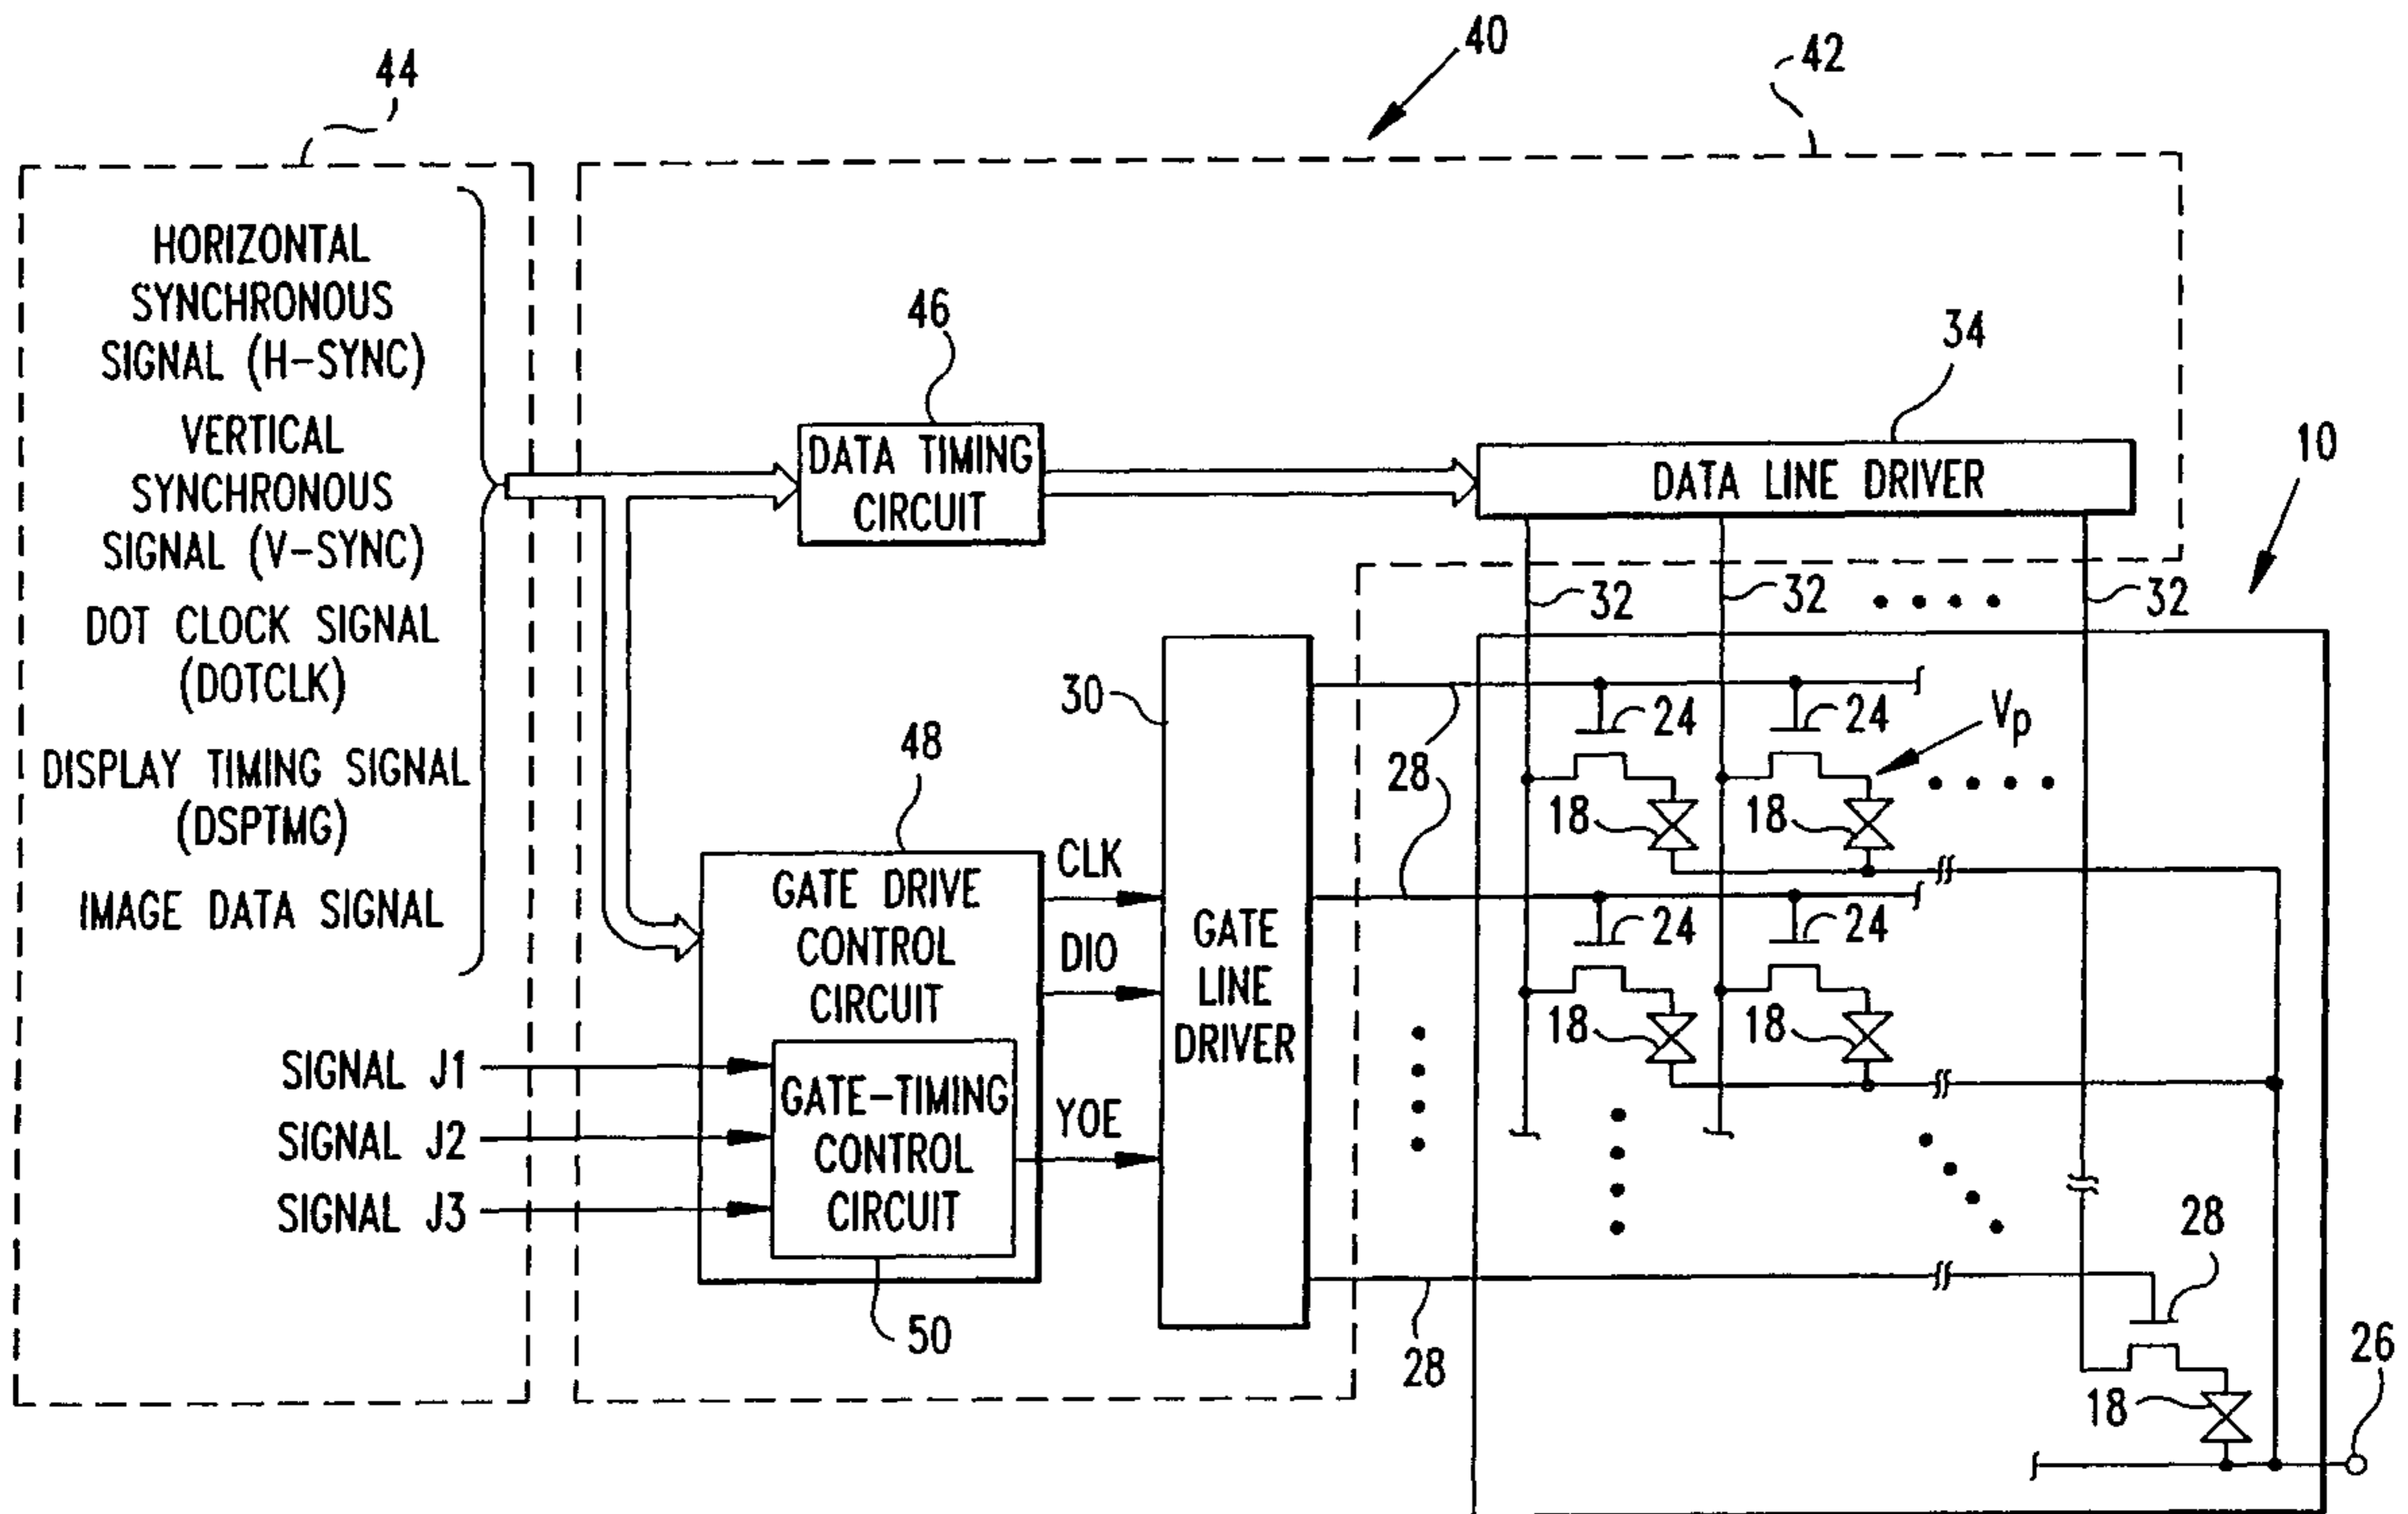 40
42
44
HORIZONTAL
SYNCHRONOUS
SIGNAL (H-SYNC)
VERTICAL
SYNCHRONOUS
SIGNAL (V-SYNC)
DOT CLOCK SIGNAL
(DOTCLK)
DISPLAY TIMING SIGNAL
(DSPTMG)
IMAGE DATA SIGNAL
SIGNAL J1
SIGNAL J2
SIGNAL J3
46
DATA TIMING
CIRCUIT
34
DATA LINE DRIVER
10
32
32
32
48
GATE DRIVE
CONTROL
CIRCUIT
GATE-TIMING
CONTROL
CIRCUIT
50
CLK
DIO
YOE
30
GATE
LINE
DRIVER
28
24
24
Vp
18
18
24
24
18
18
28
28
18
26